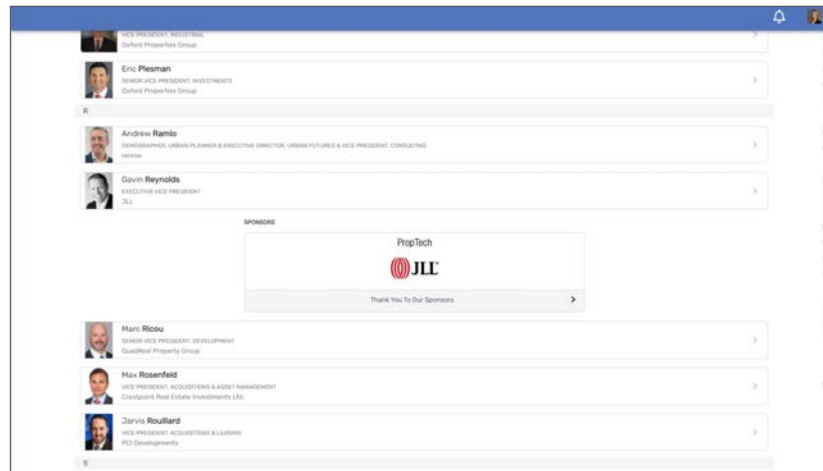 VICE PRESIDENT, INDUSTRIAL
Oxford Properties Group
Eric Plesman
SENIOR VICE PRESIDENT, INVESTMENTS
Oxford Properties Group
R
Andrew Ramlo
DEMOGRAPHER, URBAN PLANNER & EXECUTIVE DIRECTOR, URBAN FUTURES & VICE PRESIDENT, CONSULTING
rennie
Gavin Reynolds
EXECUTIVE VICE PRESIDENT
JLL
SPONSORS
PropTech
JLL
Thank You To Our Sponsors
Marc Ricou
SENIOR VICE PRESIDENT, DEVELOPMENT
QuadReal Property Group
Max Rosenfeld
VICE PRESIDENT, ACQUISITIONS & ASSET MANAGEMENT
Crestpoint Real Estate Investments Ltd.
Jarvis Rouillard
VICE PRESIDENT, ACQUISITIONS & LEASING
PCI Developments
S